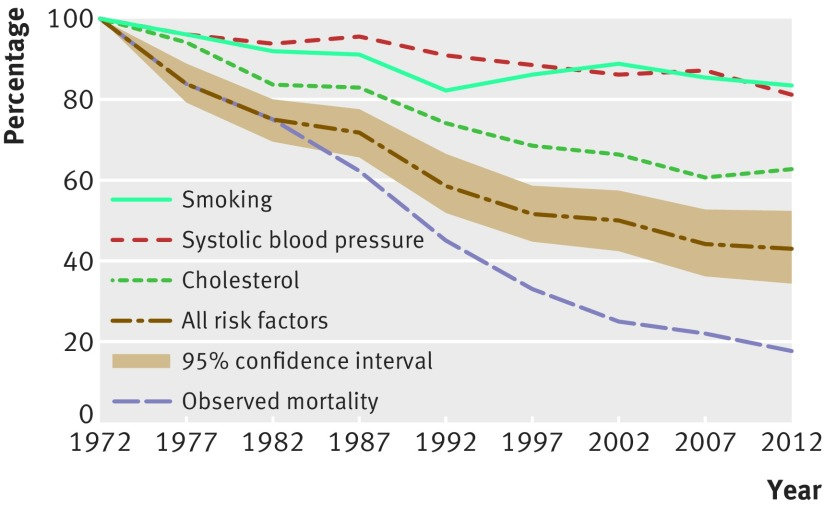 Percentage
100
80
60
40
20
0
Smoking
Systolic blood pressure
Cholesterol
All risk factors
95% confidence interval
Observed mortality
1972 1977 1982 1987 1992 1997 2002 2007 2012
Year